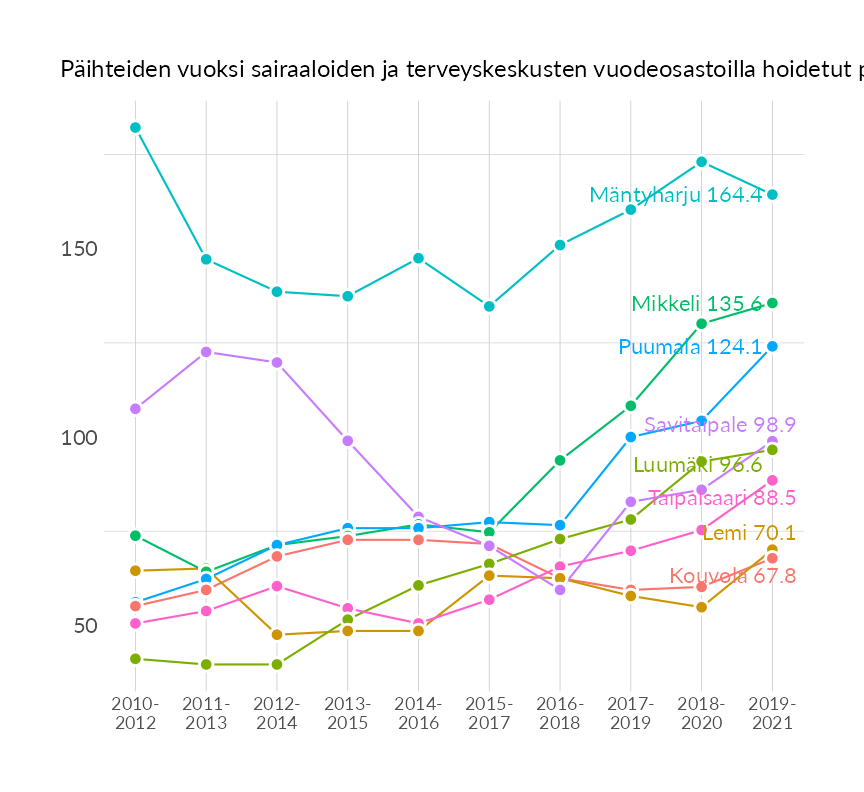 Päihteiden vuoksi sairaaloiden ja terveyskeskusten vuodeosastoilla hoidetut
Mäntyharju 164.4
150
Mikkeli 135.6
Puumala 124.1
100
Savitaipale 98.9
Luumäki 96.6
Taipalsaari 88.5
Lemi 70.1
Kouvola 67.8
50
2010-
2012
2011-
2013
2012-
2014
2013-
2015
2014-
2016
2015-
2017
2016-
2018
2017-
2019
2018-
2020
2019-
2021